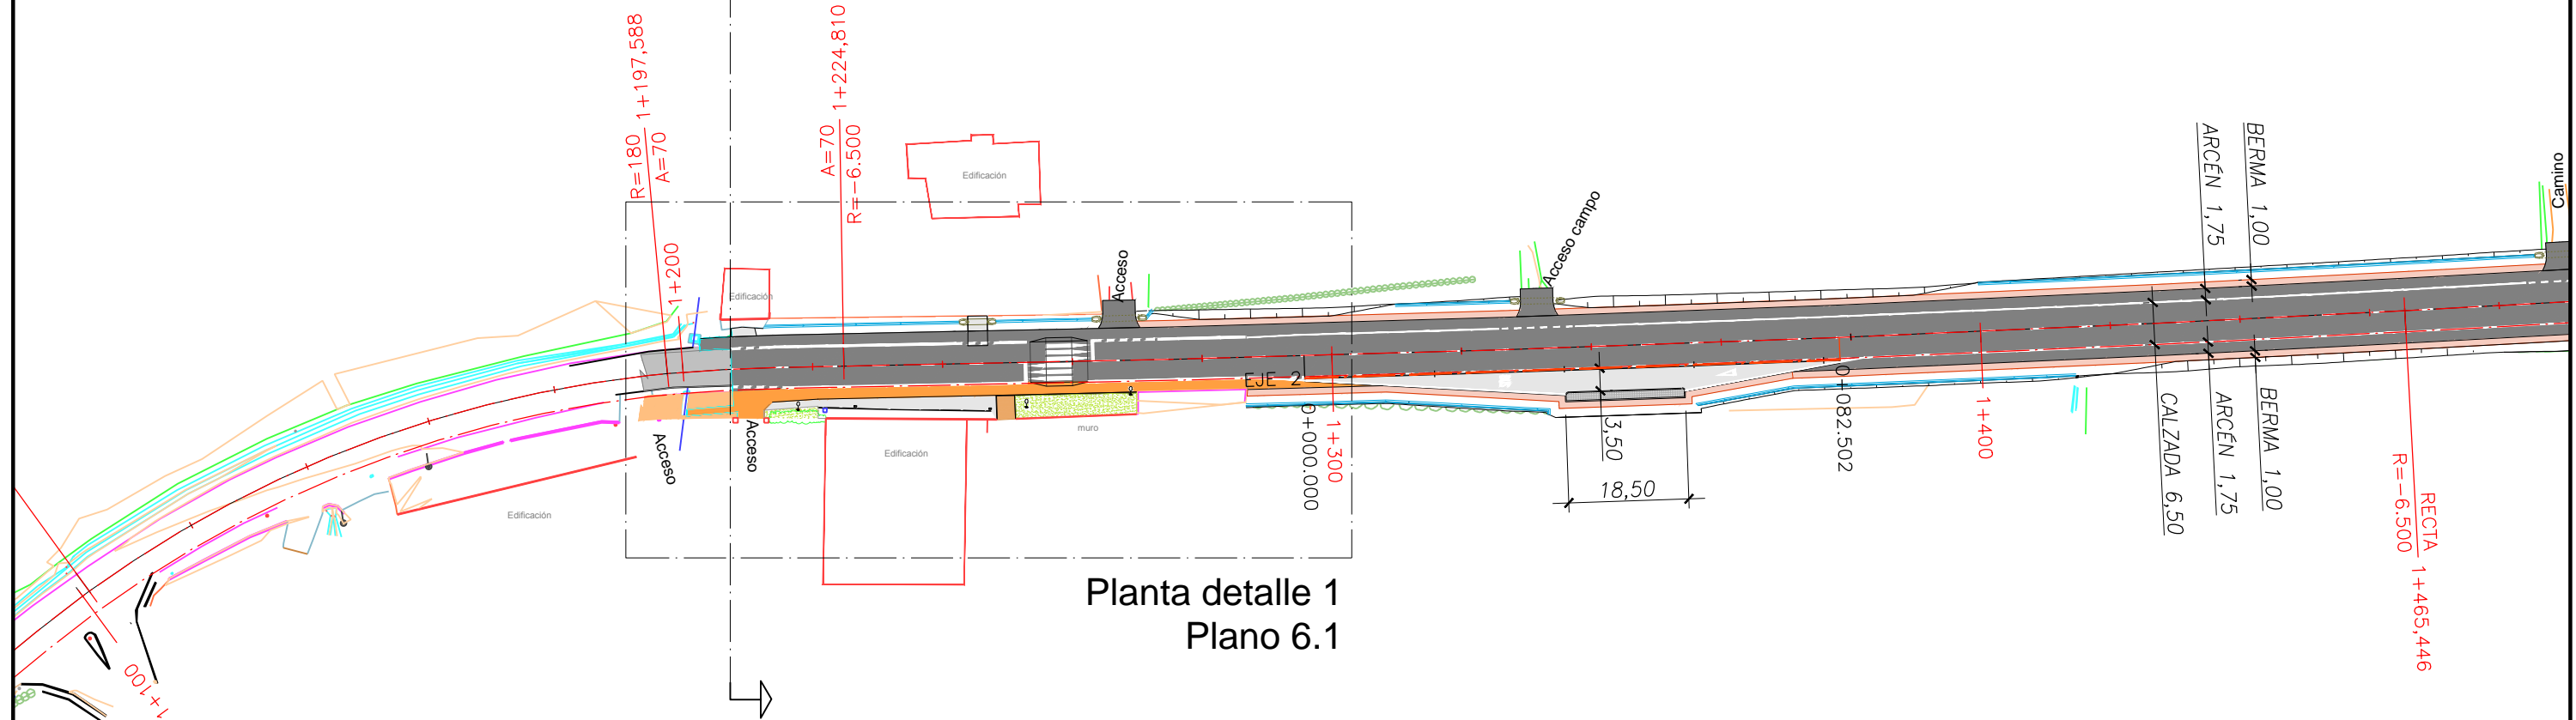 R=180
A=70
1+197,588
1+200
A=70
R=-6.500
1+224,810
Edificación
Edificación
Acceso
Acceso campo
ARCÉN 1,75
BERMA 1,00
Camino
EJE 2
Acceso
Acceso
muro
Edificación
Edificación
0+000.000
1+300
3,50
18,50
0+082.502
1+400
CALZADA 6,50
ARCÉN 1,75
BERMA 1,00
RECTA
R=-6.500
1+465,446
Planta detalle 1
Plano 6.1
1+100